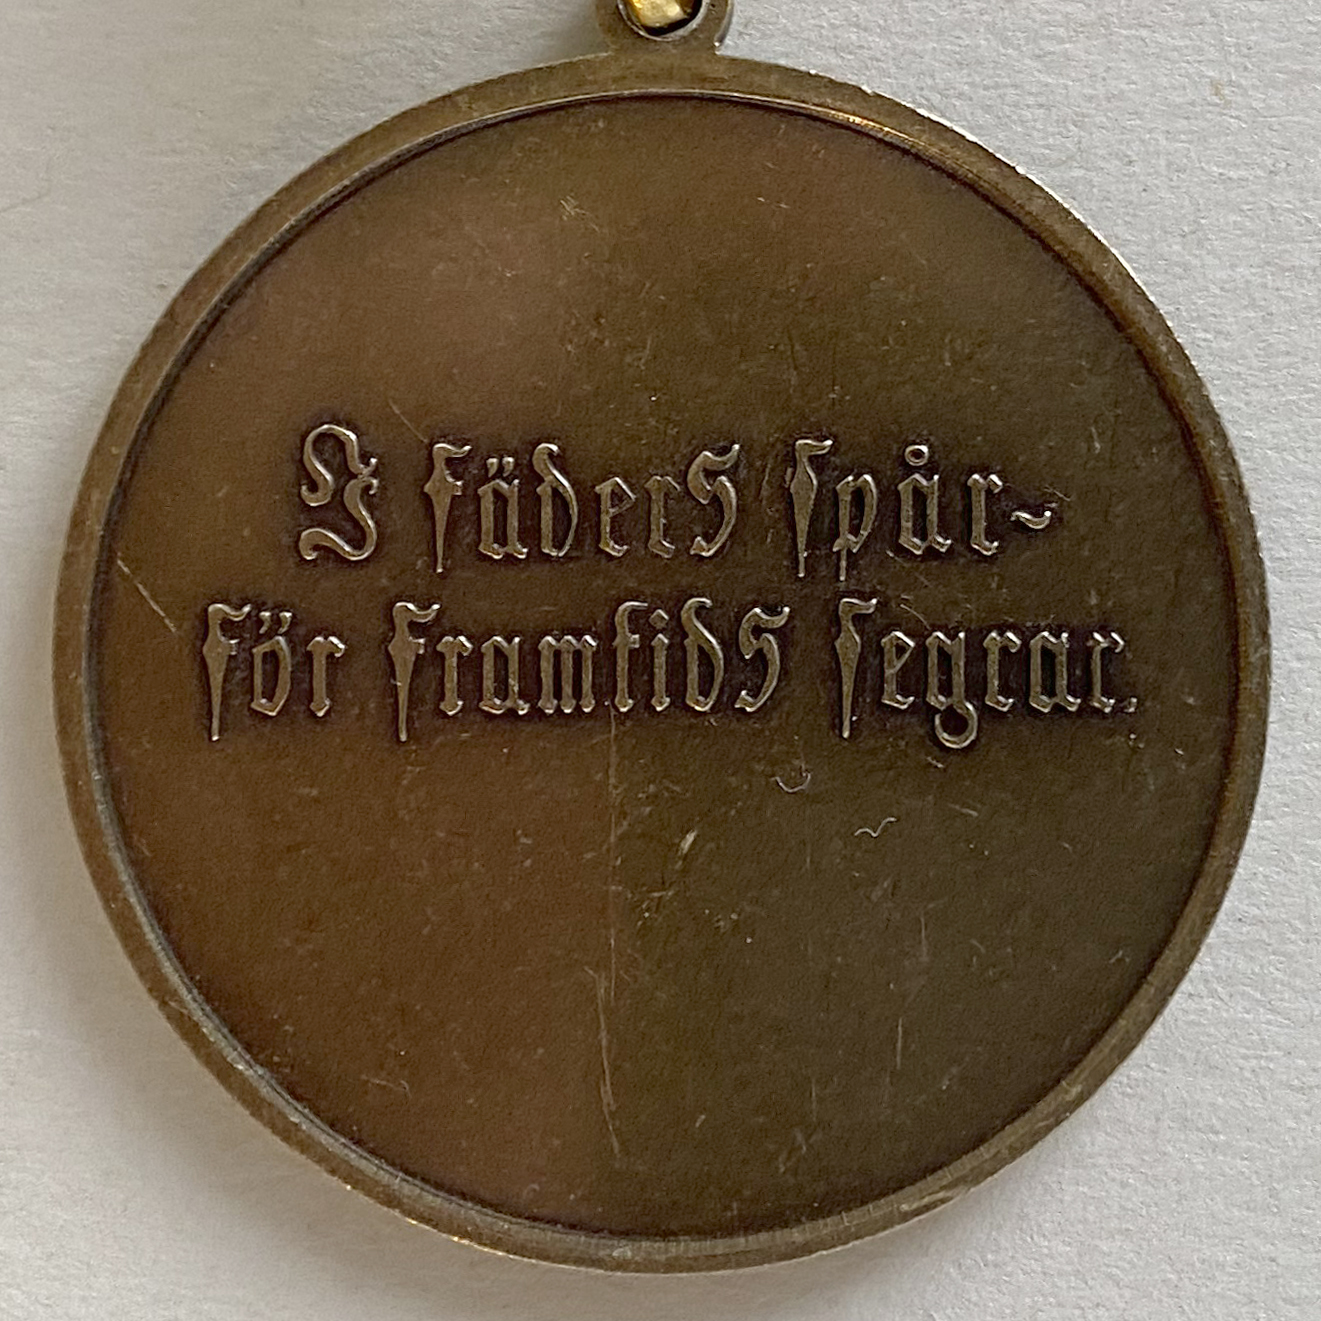 I fäders spår-
för framtids segrar.